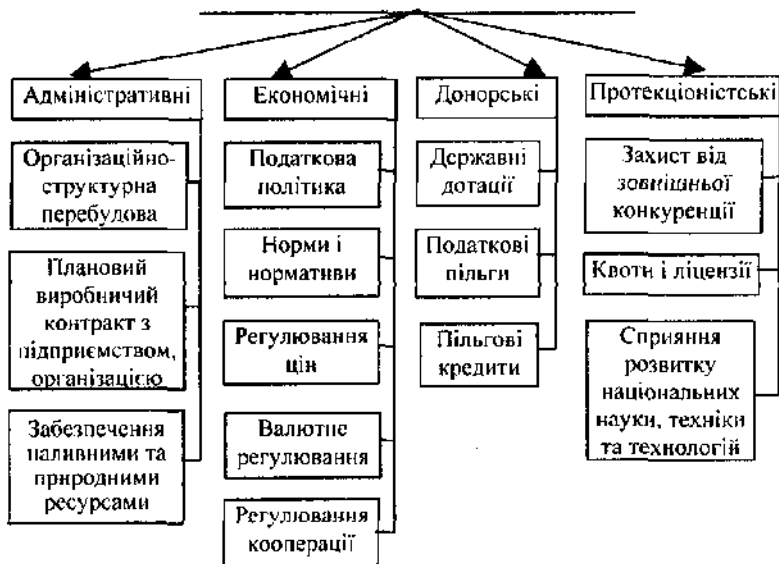 Адміністративні
Організаційно-
структурна
перебудова
Плановий
виробничий
контракт з
підприємством,
організацією
Забезпечення
паливними та
природними
ресурсами
Економічні
Податкова
політика
Норми і
нормативи
Регулювання
цін
Валютне
регулювання
Регулювання
кооперації
Донорські
Державні
дотації
Податкові
пільги
Пільгові
кредити
Протекціоністські
Захист від
зовнішньої
конкуренції
Квоти і ліцензії
Сприяння
розвитку
національних
науки, техніки
та технологій